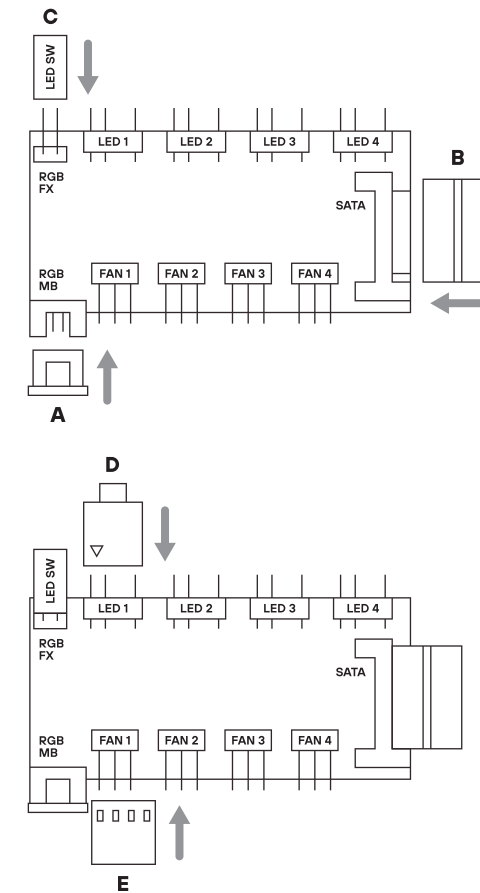 C
LED SW
LED 1 LED 2 LED 3 LED 4
B
RGB
FX
SATA
RGB
MB
FAN 1 FAN 2 FAN 3 FAN 4
A
D
LED SW
LED 1 LED 2 LED 3 LED 4
RGB
FX
SATA
RGB
MB
FAN 1 FAN 2 FAN 3 FAN 4
E